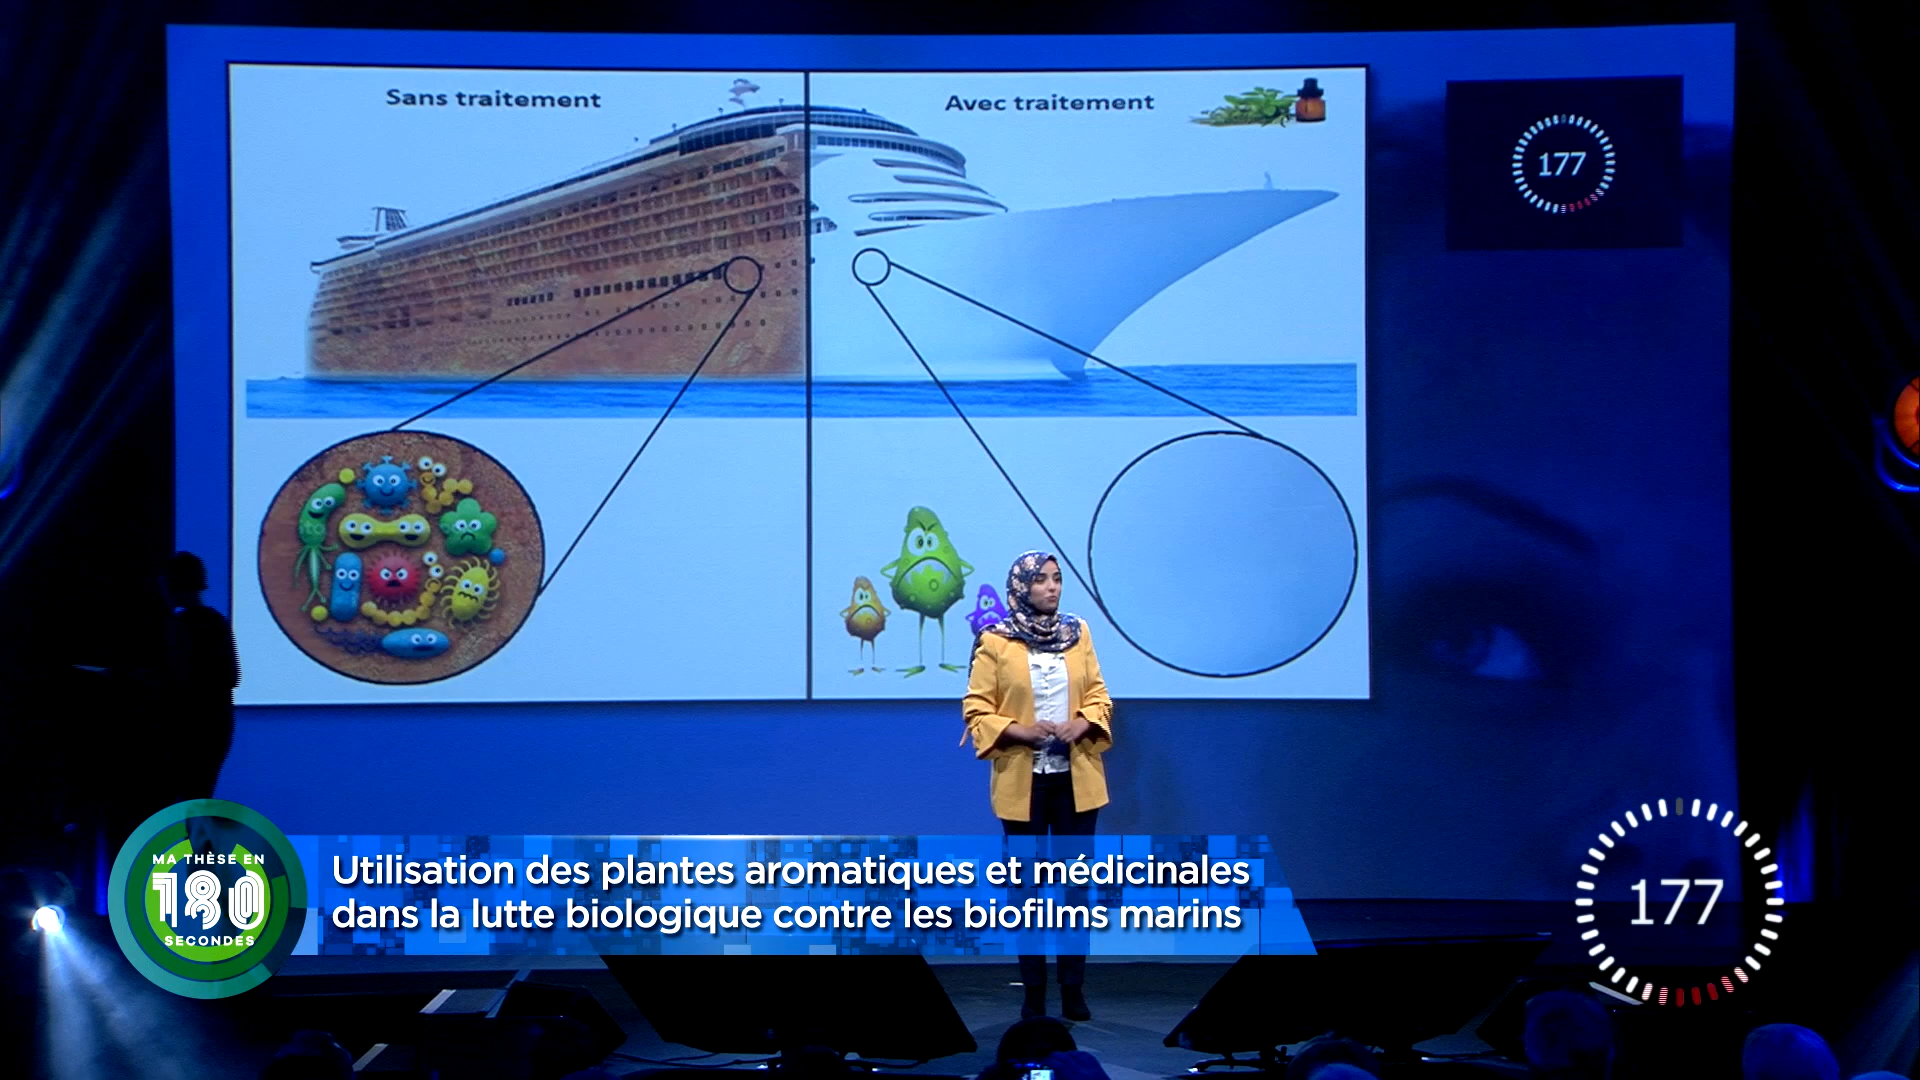 Sans traitement
Avec traitement
177
MA THÈSE EN
180
SECONDES
Utilisation des plantes aromatiques et médicinales
dans la lutte biologique contre les biofilms marins
177